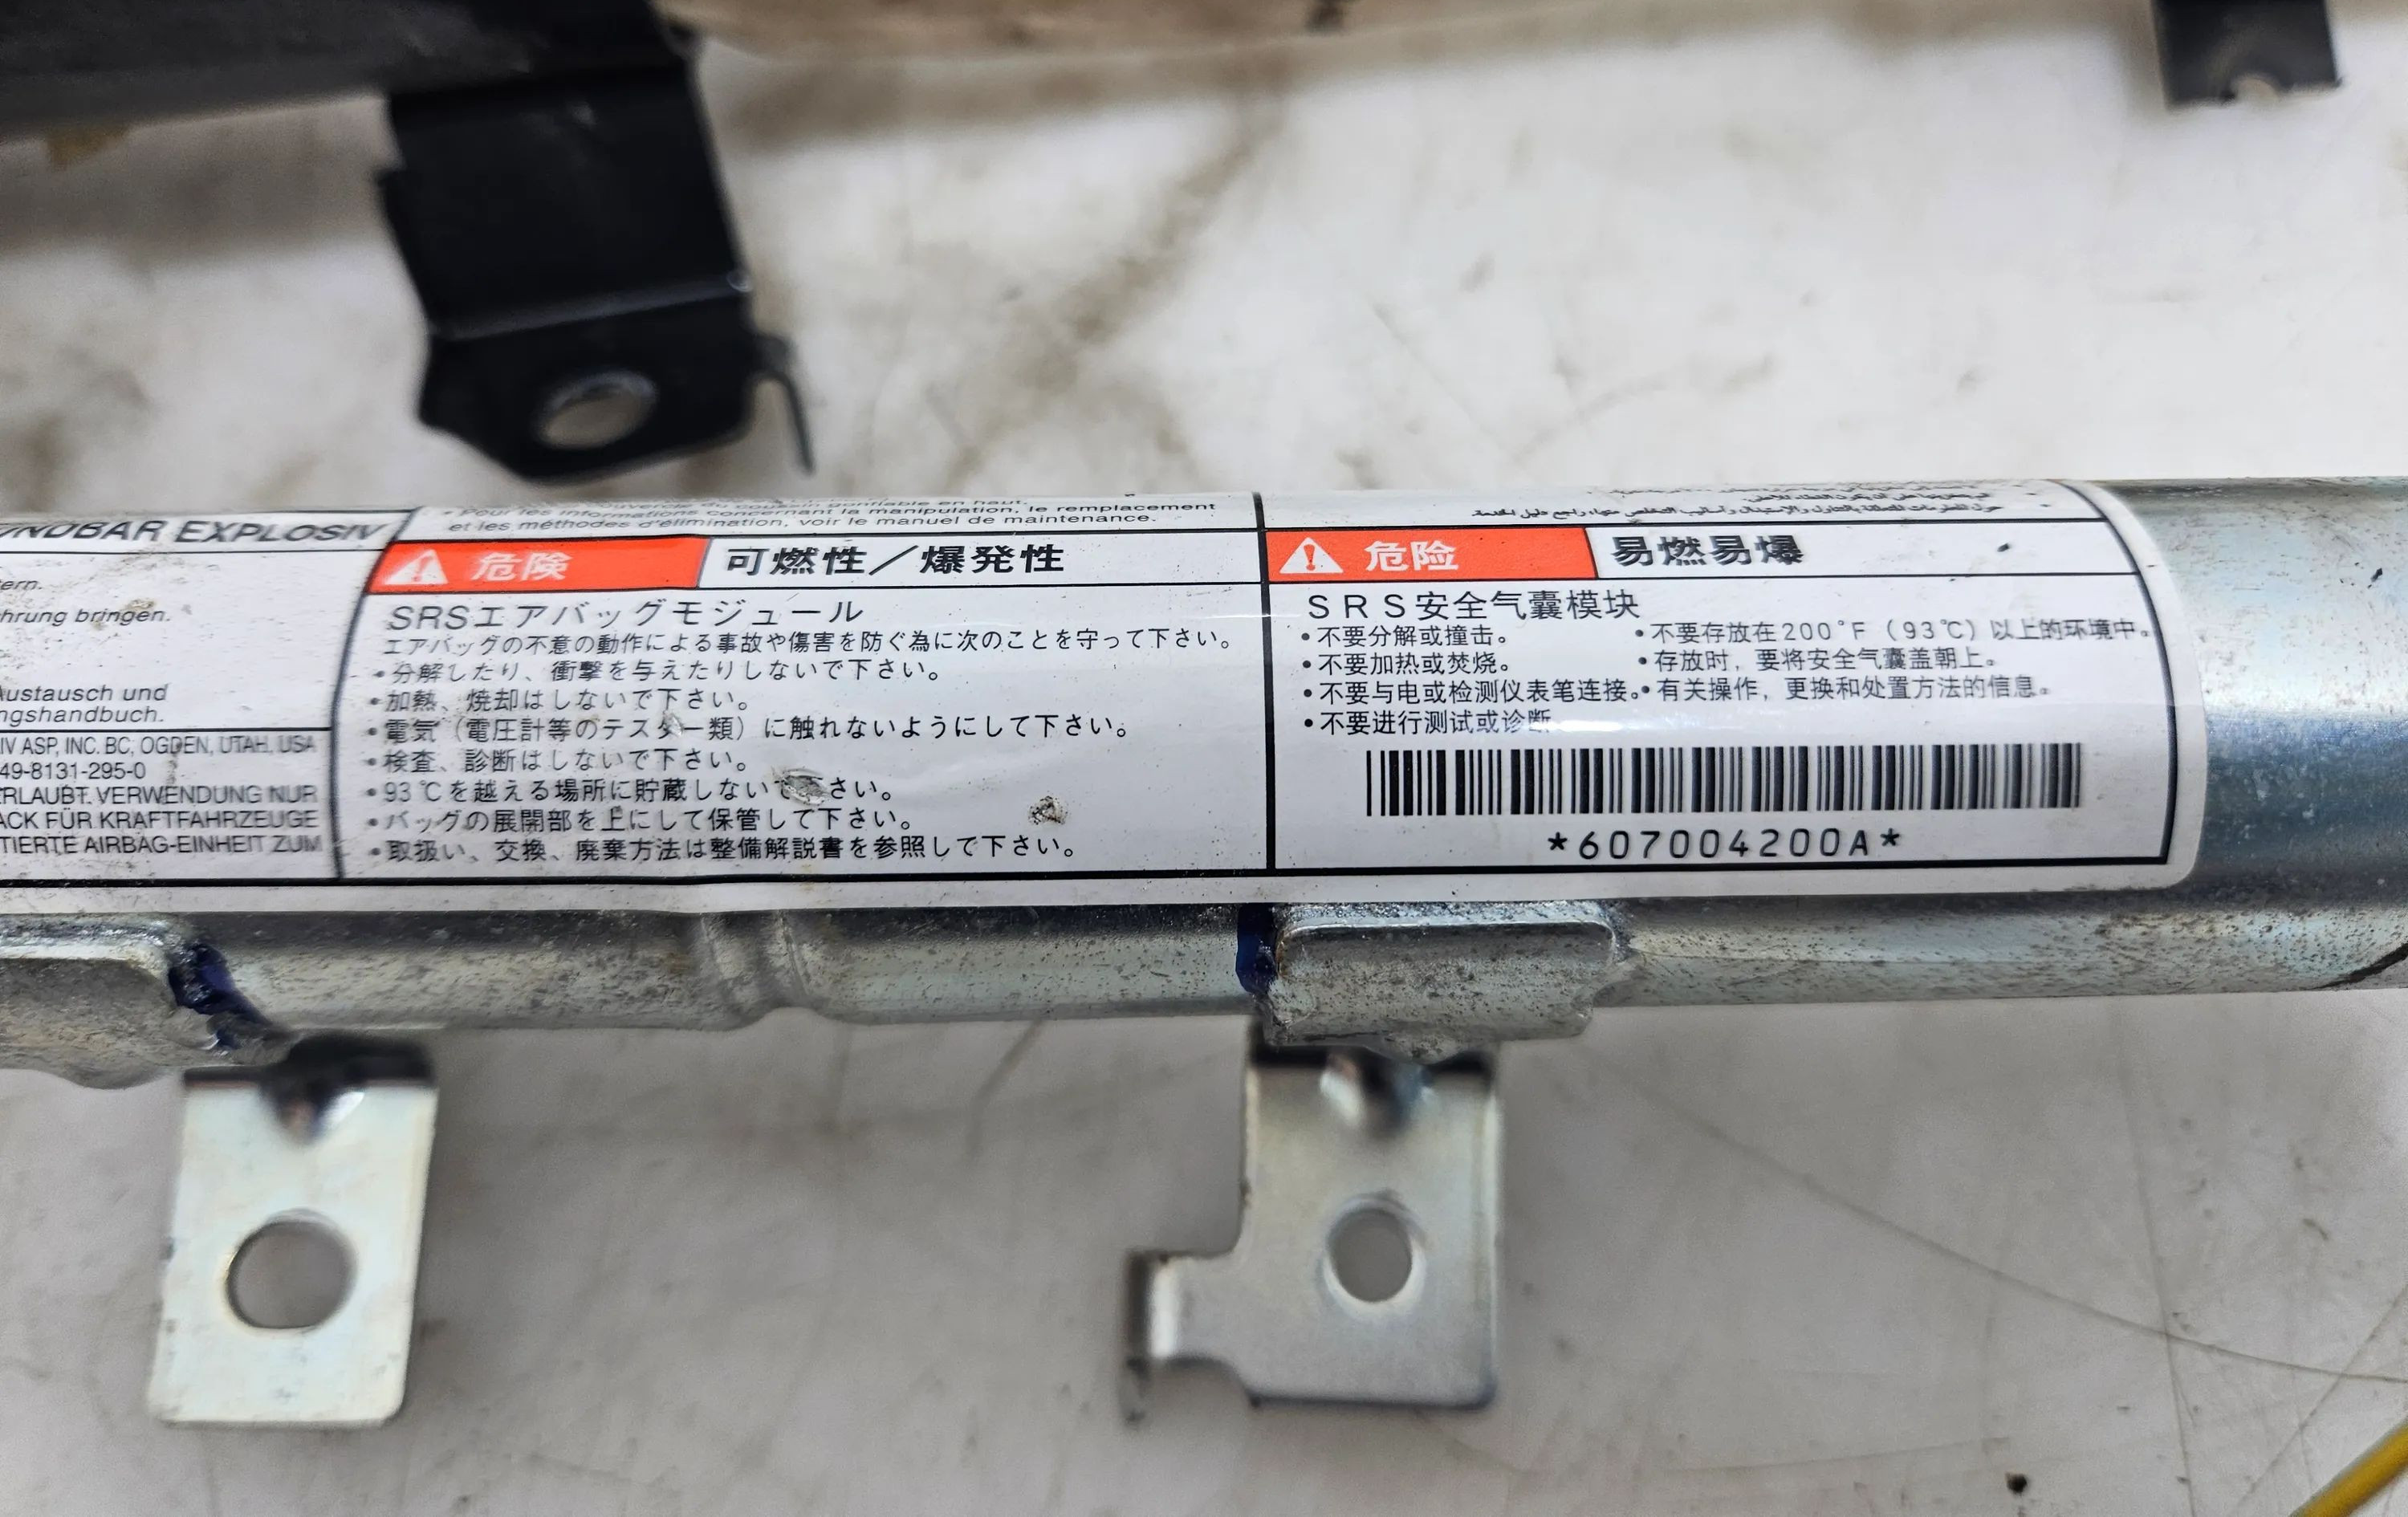 EXPLOSIV
tern.
hrung bringen.
Austausch und
ngshandbuch.
IV ASP, INC. BC, OGDEN, UTAH, USA
49-8131-295-0
ERLAUBT. VERWENDUNG NUR
ACK FÜR KRAFTFAHRZEUGE
TIERTE AIRBAG-EINHEIT ZUM
coussin gonflable en haut.
• Pour les informations concernant la manipulation, le remplacement
et les méthodes d'élimination, voir le manuel de maintenance.
危険 可燃性／爆発性
SRSエアバッグモジュール
エアバッグの不意の動作による事故や傷害を防ぐ為に次のことを守って下さい。
•分解したり、衝撃を与えたりしないで下さい。
•加熱、焼却はしないで下さい。
•電気（電圧計等のテスター類）に触れないようにして下さい。
•検査、診断はしないで下さい。
•93℃を越える場所に貯蔵しないで さい。
•バッグの展開部を上にして保管して下さい。
•取扱い、交換、廃棄方法は整備解説書を参照して下さい。
危险 易燃易爆
SRS安全气囊模块
•不要分解或撞击。
•不要加热或焚烧。
•不要与电或检测仪表笔连接。
•不要进行测试或诊断
•不要存放在200°F（93℃）以上的环境中。
•存放时，要将安全气囊盖朝上。
•有关操作，更换和处置方法的信息。
*607004200A*